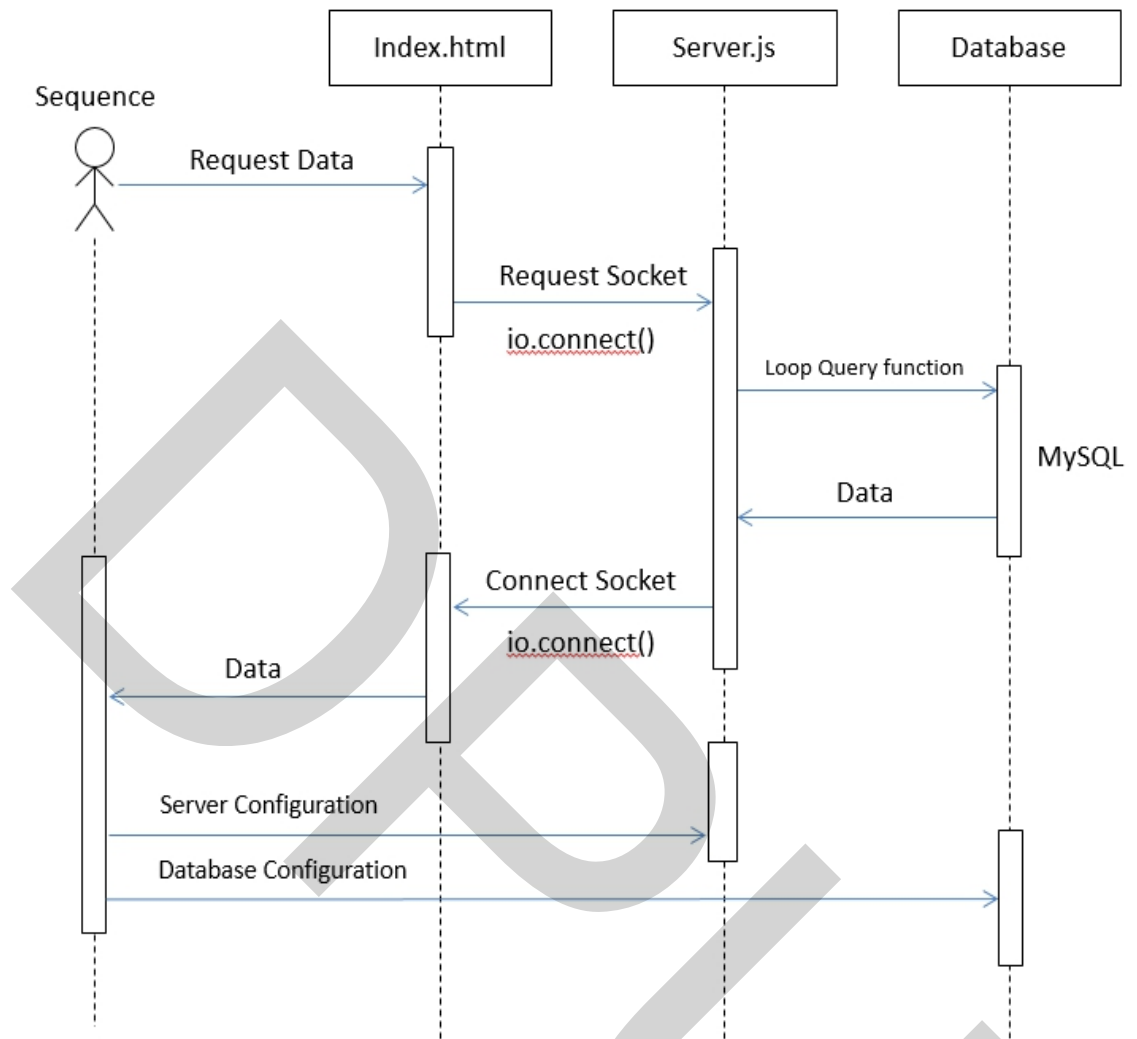 Index.html
Server.js
Database
Sequence
Request Data
Request Socket
io.connect()
Loop Query function
MySQL
Data
Connect Socket
io.connect()
Data
Server Configuration
Database Configuration